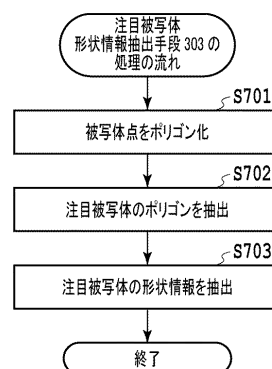 注目被写体
形状情報抽出手段303の
処理の流れ
S701
被写体点をポリゴン化
S702
注目被写体のポリゴンを抽出
S703
注目被写体の形状情報を抽出
終了